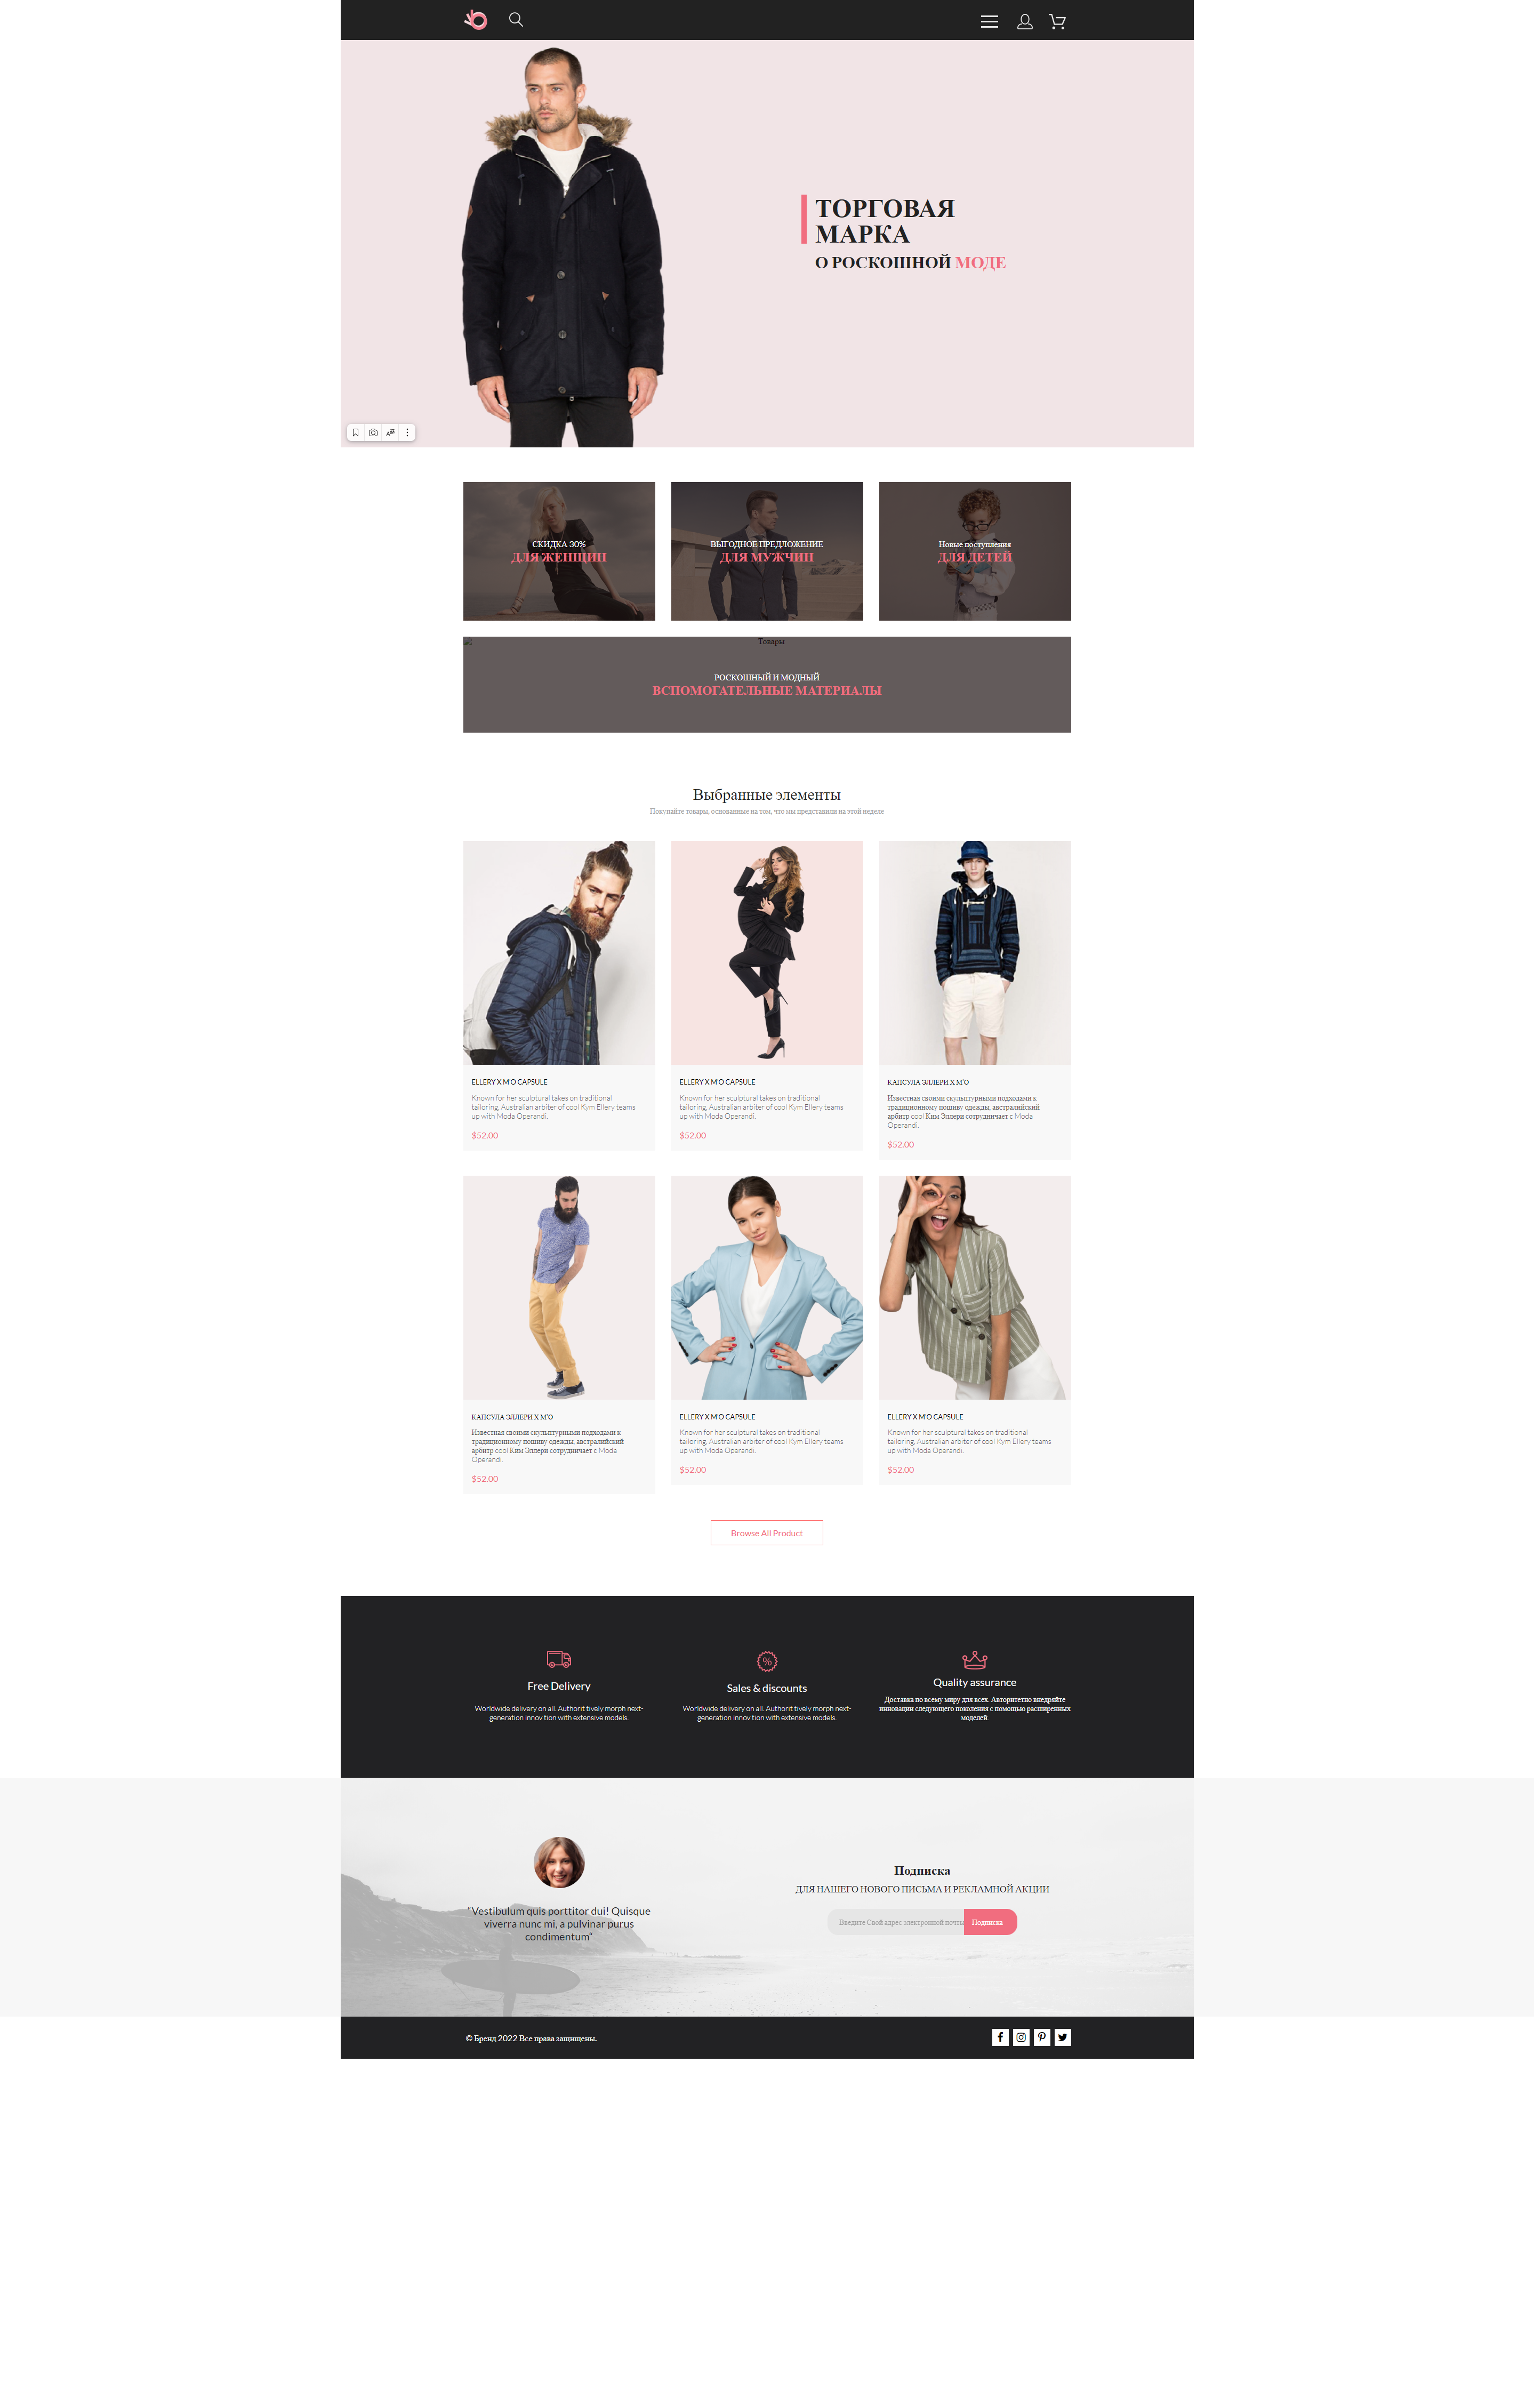 ТОРГОВАЯ
МАРКА
О РОСКОШНОЙ МОДЕ
СКИДКА 30%
ДЛЯ ЖЕНЩИН
ВЫГОДНОЕ ПРЕДЛОЖЕНИЕ
ДЛЯ МУЖЧИН
Новые поступления
ДЛЯ ДЕТЕЙ
Товары
РОСКОШНЫЙ И МОДНЫЙ
ВСПОМОГАТЕЛЬНЫЕ МАТЕРИАЛЫ
Выбранные элементы
Покупайте товары, основанные на том, что мы представили на этой неделе
ELLERY X M'O CAPSULE
Known for her sculptural takes on traditional
tailoring, Australian arbiter of cool Kym Ellery teams
up with Moda Operandi.
$52.00
ELLERY X M'O CAPSULE
Known for her sculptural takes on traditional
tailoring, Australian arbiter of cool Kym Ellery teams
up with Moda Operandi.
$52.00
КАПСУЛА ЭЛЛЕРИ X M'O
Известная своими скульптурными подходами к
традиционному пошиву одежды, австралийский
арбитр cool Ким Эллери сотрудничает с Moda
Operandi.
$52.00
КАПСУЛА ЭЛЛЕРИ X M'O
Известная своими скульптурными подходами к
традиционному пошиву одежды, австралийский
арбитр cool Ким Эллери сотрудничает с Moda
Operandi.
$52.00
ELLERY X M'O CAPSULE
Known for her sculptural takes on traditional
tailoring, Australian arbiter of cool Kym Ellery teams
up with Moda Operandi.
$52.00
ELLERY X M'O CAPSULE
Known for her sculptural takes on traditional
tailoring, Australian arbiter of cool Kym Ellery teams
up with Moda Operandi.
$52.00
Browse All Product
Free Delivery
Worldwide delivery on all. Authorit tively morph next-
generation innov tion with extensive models.
%
Sales & discounts
Worldwide delivery on all. Authorit tively morph next-
generation innov tion with extensive models.
Quality assurance
Доставка по всему миру для всех. Авторитетно внедряйте
инновации следующего поколения с помощью расширенных
моделей.
"Vestibulum quis porttitor dui! Quisque
viverra nunc mi, a pulvinar purus
condimentum"
Подписка
ДЛЯ НАШЕГО НОВОГО ПИСЬМА И РЕКЛАМНОЙ АКЦИИ
Введите Свой адрес электронной почты
Подписка
© Бренд 2022 Все права защищены.